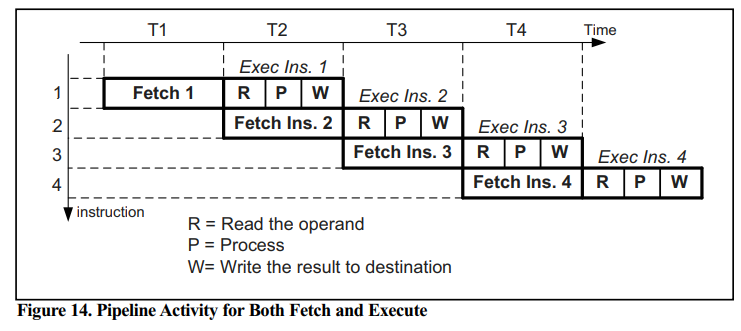 T1 T2 T3 T4 Time
Exec Ins. 1
1 Fetch 1 R P W Exec Ins. 2
2 Fetch Ins. 2 R P W Exec Ins. 3
3 Fetch Ins. 3 R P W Exec Ins. 4
4 Fetch Ins. 4 R P W
instruction
R = Read the operand
P = Process
W= Write the result to destination
Figure 14. Pipeline Activity for Both Fetch and Execute